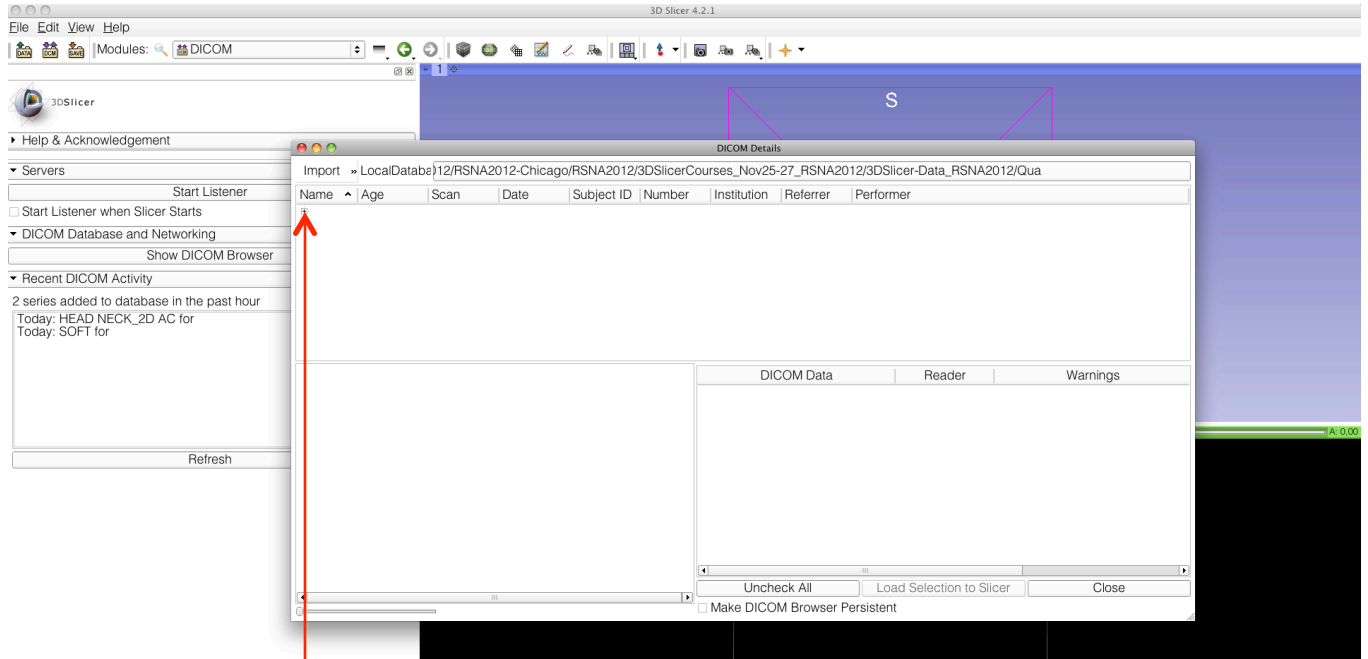 3D Slicer 4.2.1
File Edit View Help
DATA DCM SAVE Modules: DICOM
1
3DSlicer
S
Help & Acknowledgement
Servers
Start Listener
Start Listener when Slicer Starts
DICOM Database and Networking
Show DICOM Browser
Recent DICOM Activity
2 series added to database in the past hour
Today: HEAD NECK_2D AC for
Today: SOFT for
Refresh
DICOM Details
Import » LocalDataba 012/RSNA2012-Chicago/RSNA2012/3DSlicerCourses_Nov25-27_RSNA2012/3DSlicer-Data_RSNA2012/Qua
Name Age Scan Date Subject ID Number Institution Referrer Performer
DICOM Data Reader Warnings
Uncheck All Load Selection to Slicer Close
Make DICOM Browser Persistent
A: 0,00